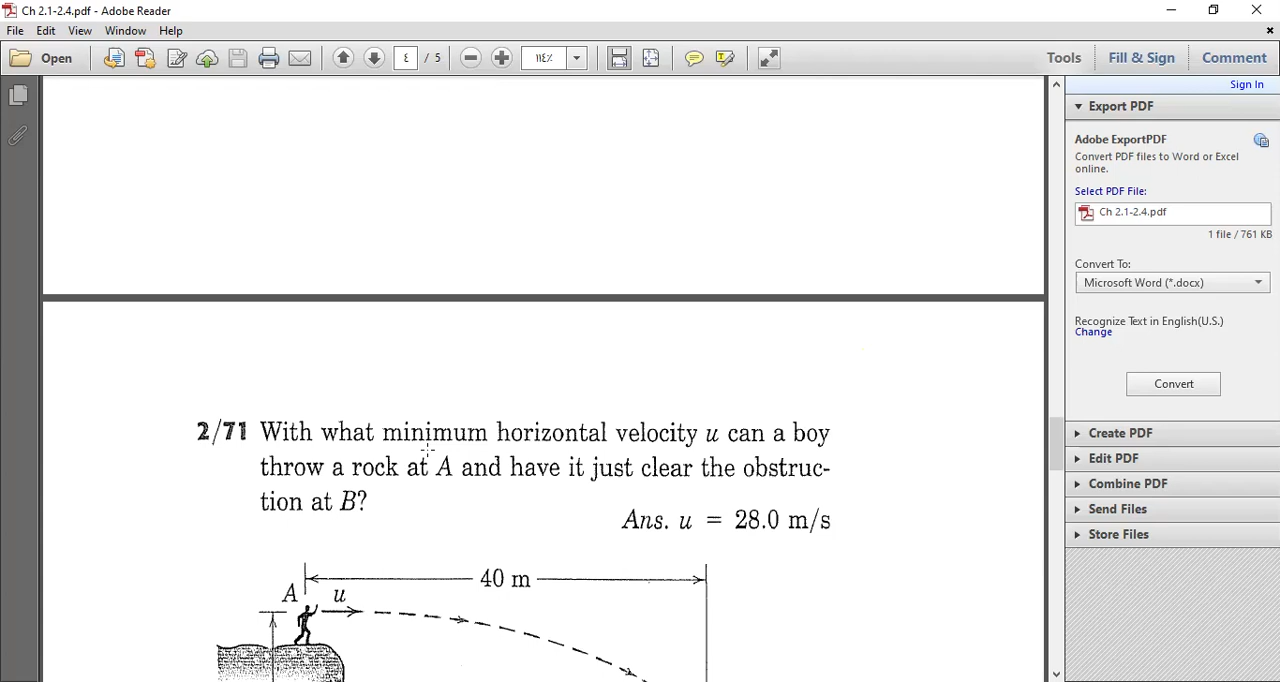 Ch 2.1-2.4.pdf - Adobe Reader
File Edit View Window Help
Open
٤ / 5
١١٤٪
Tools Fill & Sign Comment
Sign In
Export PDF
Adobe ExportPDF
Convert PDF files to Word or Excel
online.
Select PDF File:
Ch 2.1-2.4.pdf
1 file / 761 KB
Convert To:
Microsoft Word (*.docx)
Recognize Text in English(U.S.)
Change
Convert
Create PDF
Edit PDF
Combine PDF
Send Files
Store Files
2/71 With what minimum horizontal velocity u can a boy
throw a rock at A and have it just clear the obstruc-
tion at B?
Ans. u = 28.0 m/s
40 m
A u